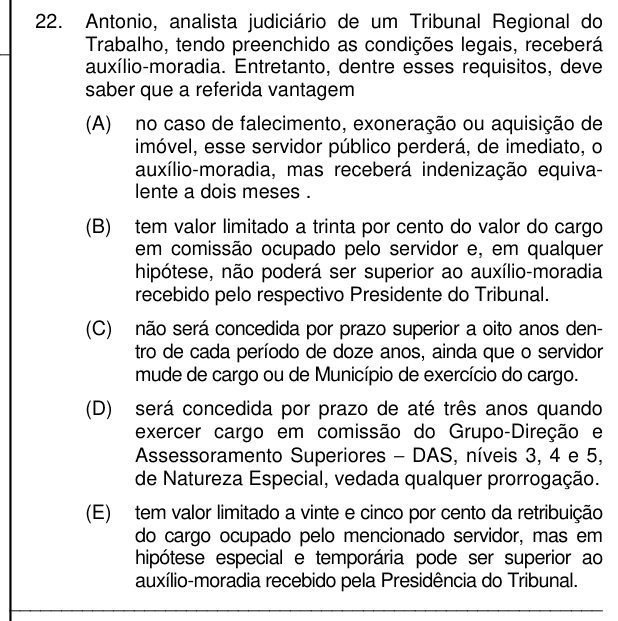 22. Antonio, analista judiciário de um Tribunal Regional do
Trabalho, tendo preenchido as condições legais, receberá
auxílio-moradia. Entretanto, dentre esses requisitos, deve
saber que a referida vantagem
(A) no caso de falecimento, exoneração ou aquisição de
imóvel, esse servidor público perderá, de imediato, o
auxílio-moradia, mas receberá indenização equiva-
lente a dois meses .
(B) tem valor limitado a trinta por cento do valor do cargo
em comissão ocupado pelo servidor e, em qualquer
hipótese, não poderá ser superior ao auxílio-moradia
recebido pelo respectivo Presidente do Tribunal.
(C) não será concedida por prazo superior a oito anos den-
tro de cada período de doze anos, ainda que o servidor
mude de cargo ou de Município de exercício do cargo.
(D) será concedida por prazo de até três anos quando
exercer cargo em comissão do Grupo-Direção e
Assessoramento Superiores – DAS, níveis 3, 4 e 5,
de Natureza Especial, vedada qualquer prorrogação.
(E) tem valor limitado a vinte e cinco por cento da retribuição
do cargo ocupado pelo mencionado servidor, mas em
hipótese especial e temporária pode ser superior ao
auxílio-moradia recebido pela Presidência do Tribunal.